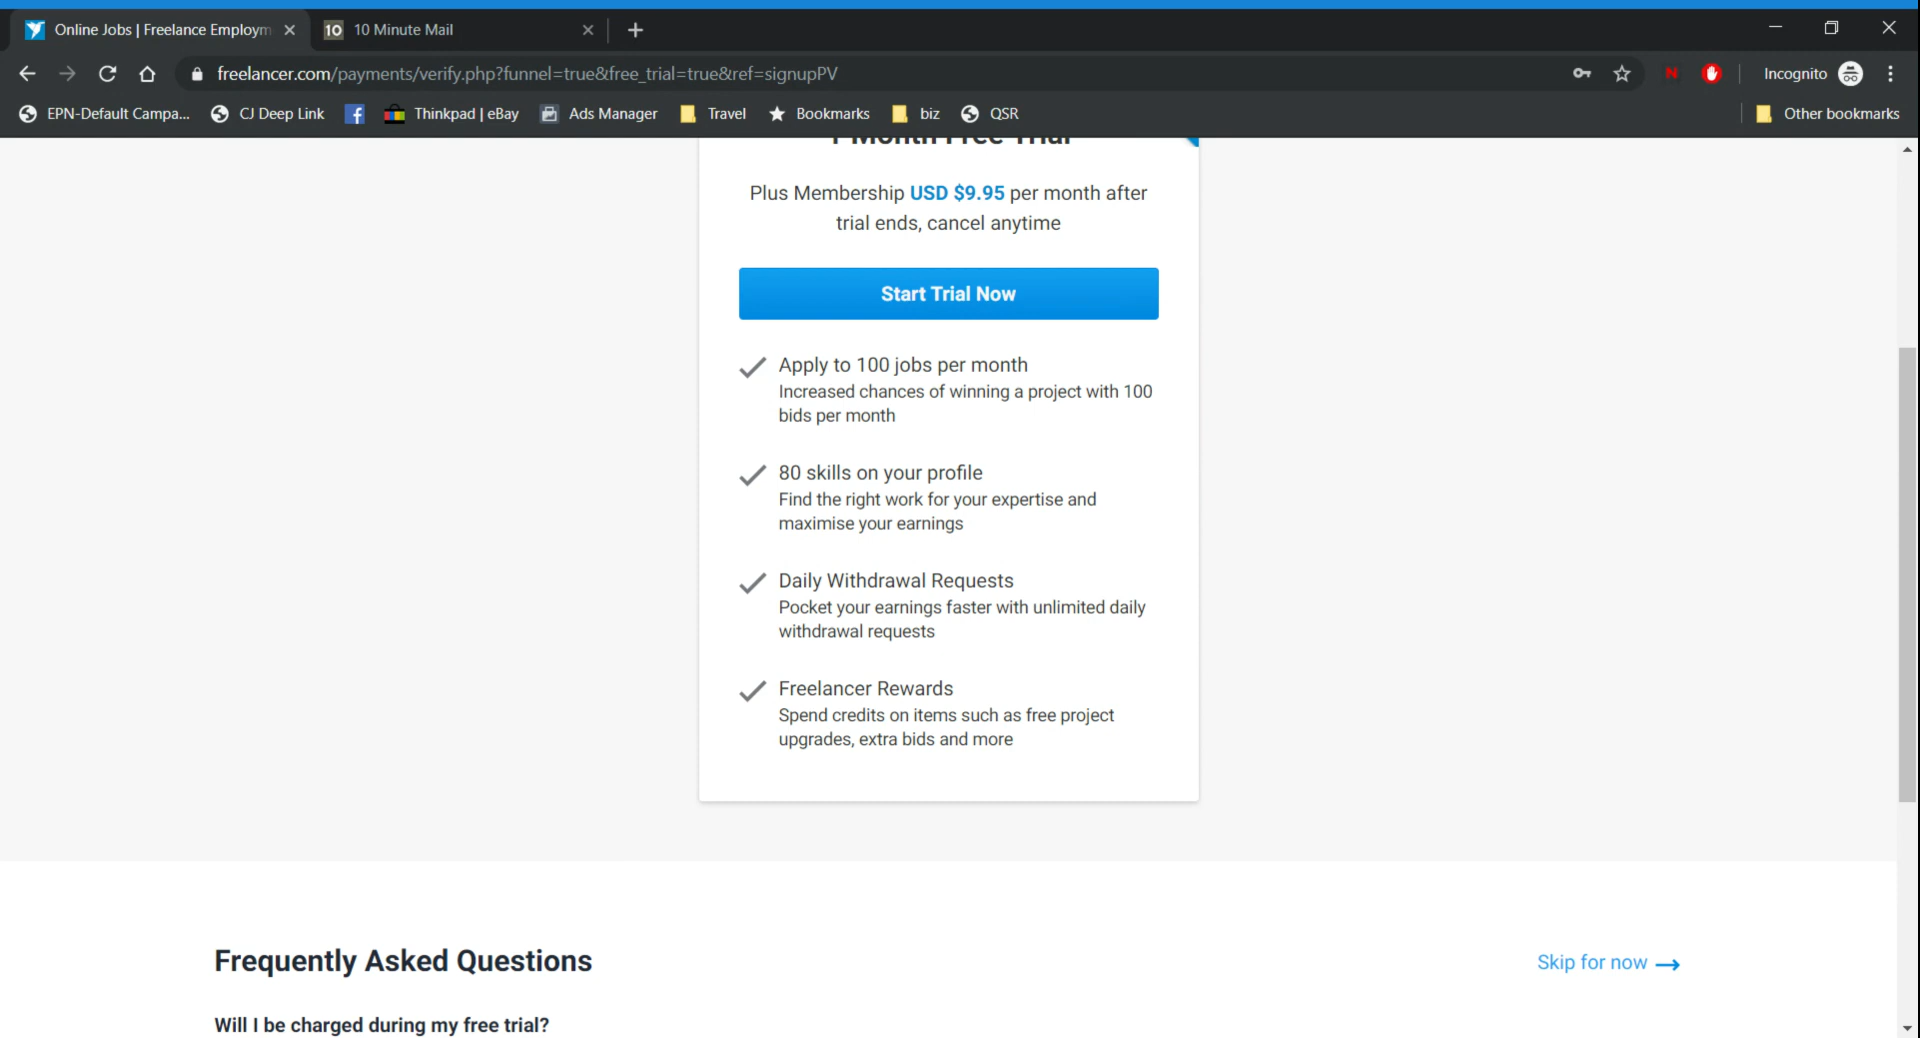 Online Jobs | Freelance Employm
10 10 Minute Mail
freelancer.com/payments/verify.php?funnel=true&free_trial=true&ref=signupPV
Incognito
EPN-Default Campa... CJ Deep Link Thinkpad | eBay Ads Manager Travel Bookmarks biz QSR Other bookmarks
1 Month Free Trial
Plus Membership USD $9.95 per month after
trial ends, cancel anytime
Start Trial Now
Apply to 100 jobs per month
Increased chances of winning a project with 100
bids per month
80 skills on your profile
Find the right work for your expertise and
maximise your earnings
Daily Withdrawal Requests
Pocket your earnings faster with unlimited daily
withdrawal requests
Freelancer Rewards
Spend credits on items such as free project
upgrades, extra bids and more
Frequently Asked Questions
Skip for now →
Will I be charged during my free trial?